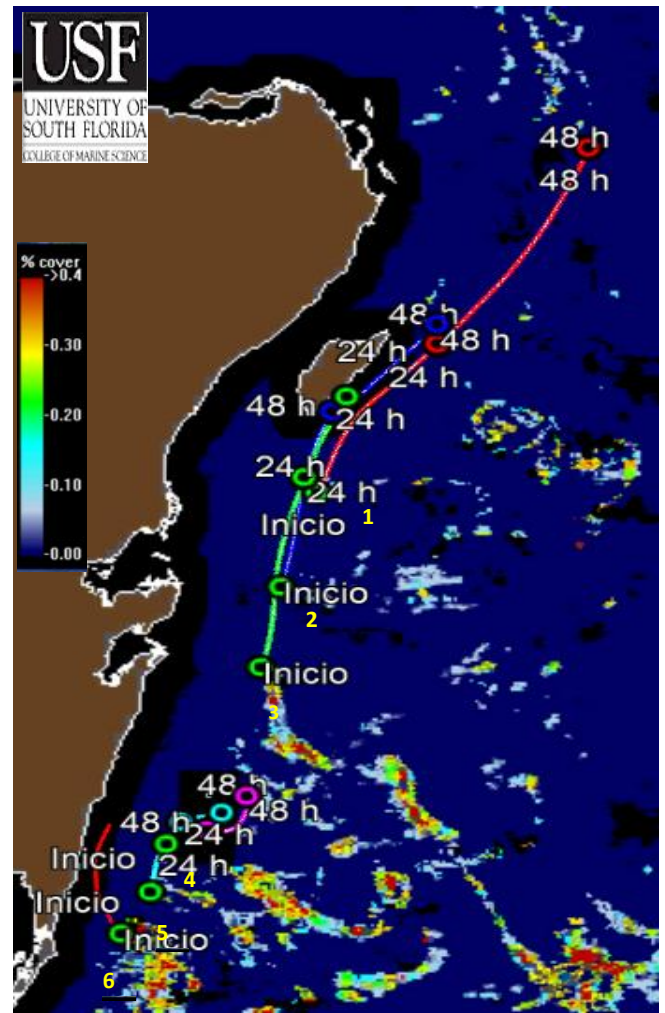 USF
UNIVERSITY OF
SOUTH FLORIDA
COLLEGE OF MARINE SCIENCE
48 h
48 h
% cover
->0.4
-0.30
-0.20
-0.10
-0.00
48 h
48 h
24 h
24 h
48 h
24 h
24 h
24 h
Inicio
1
Inicio
2
Inicio
3
48 h
48 h
48 h
24 h
Inicio
24 h
4
Inicio
Inicio
5
6